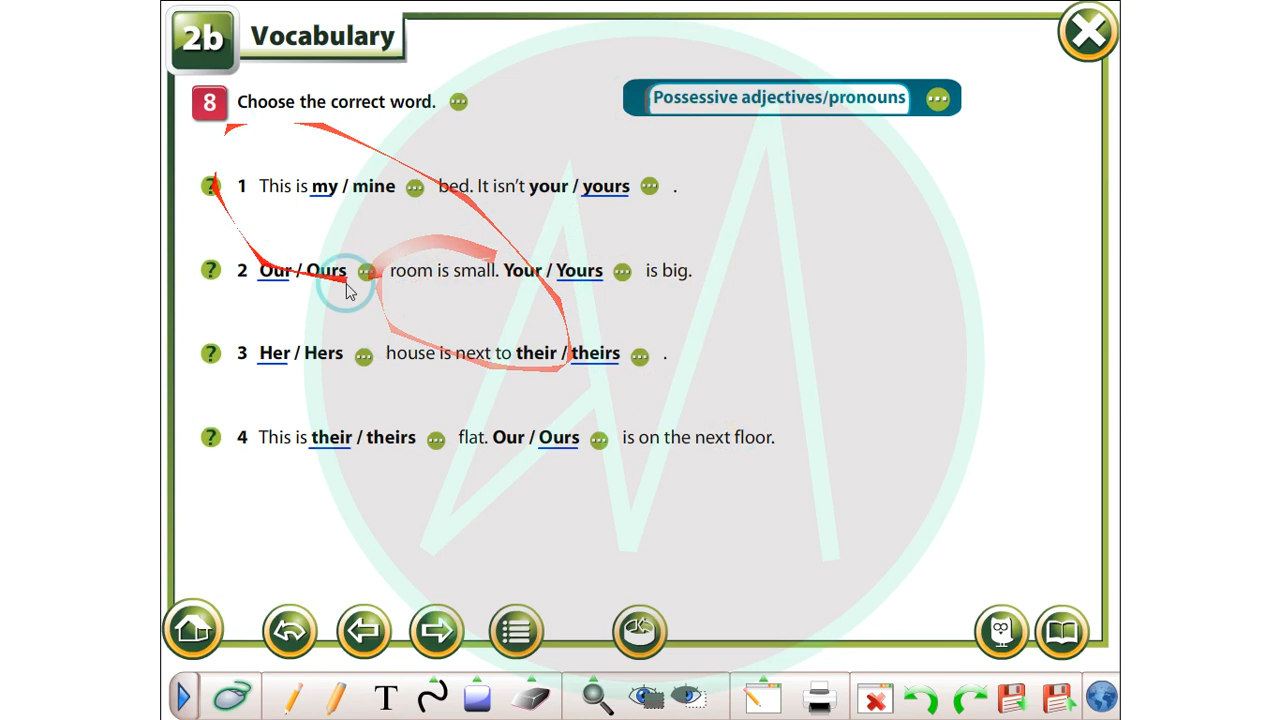 2b Vocabulary
8 Choose the correct word.
Possessive adjectives/pronouns
? 1 This is my / mine bed. It isn't your / yours .
? 2 Our / Ours room is small. Your / Yours is big.
? 3 Her / Hers house is next to their / theirs .
? 4 This is their / theirs flat. Our / Ours is on the next floor.
T